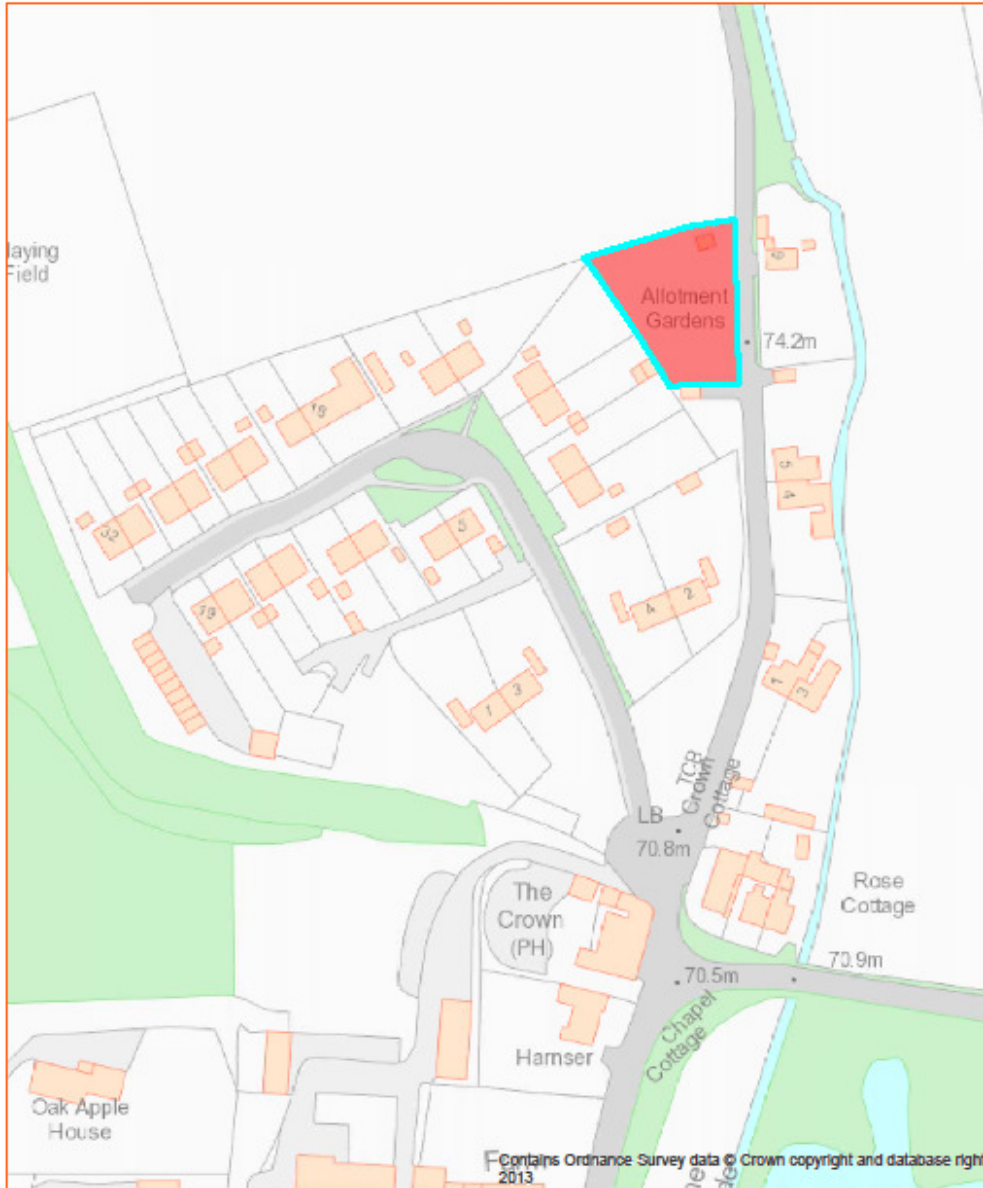 laying
Field
Allotment
Gardens
6
74.2m
18
5
4
32
5
19
4
2
3
1
1
3
TCB
Crown
Cottage
LB
70.8m
The
Crown
(PH)
Rose
Cottage
70.9m
70.5m
Chapel
Cottage
Harnser
Oak Apple
House
Contains Ordnance Survey data © Crown copyright and database right
2013